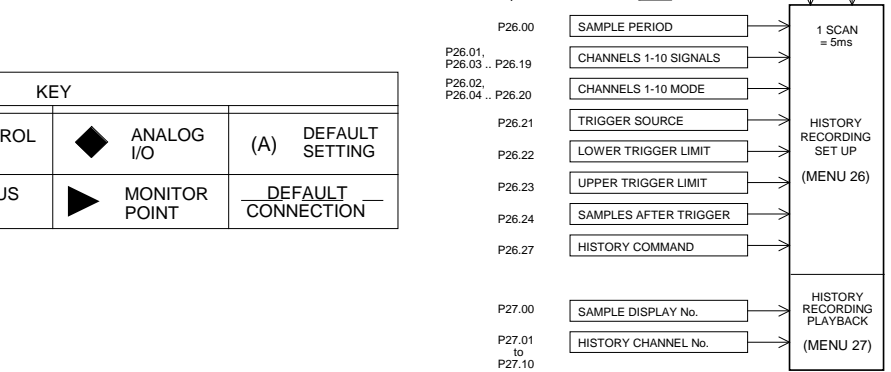 KEY
ANALOG
I/O
(A) DEFAULT
SETTING
MONITOR
POINT
DEFAULT
CONNECTION
P26.00 SAMPLE PERIOD
P26.01,
P26.03 .. P26.19 CHANNELS 1-10 SIGNALS
P26.02,
P26.04 .. P26.20 CHANNELS 1-10 MODE
P26.21 TRIGGER SOURCE
P26.22 LOWER TRIGGER LIMIT
P26.23 UPPER TRIGGER LIMIT
P26.24 SAMPLES AFTER TRIGGER
P26.27 HISTORY COMMAND
P27.00 SAMPLE DISPLAY No.
P27.01
to
P27.10 HISTORY CHANNEL No.
1 SCAN
= 5ms
HISTORY
RECORDING
SET UP
(MENU 26)
HISTORY
RECORDING
PLAYBACK
(MENU 27)